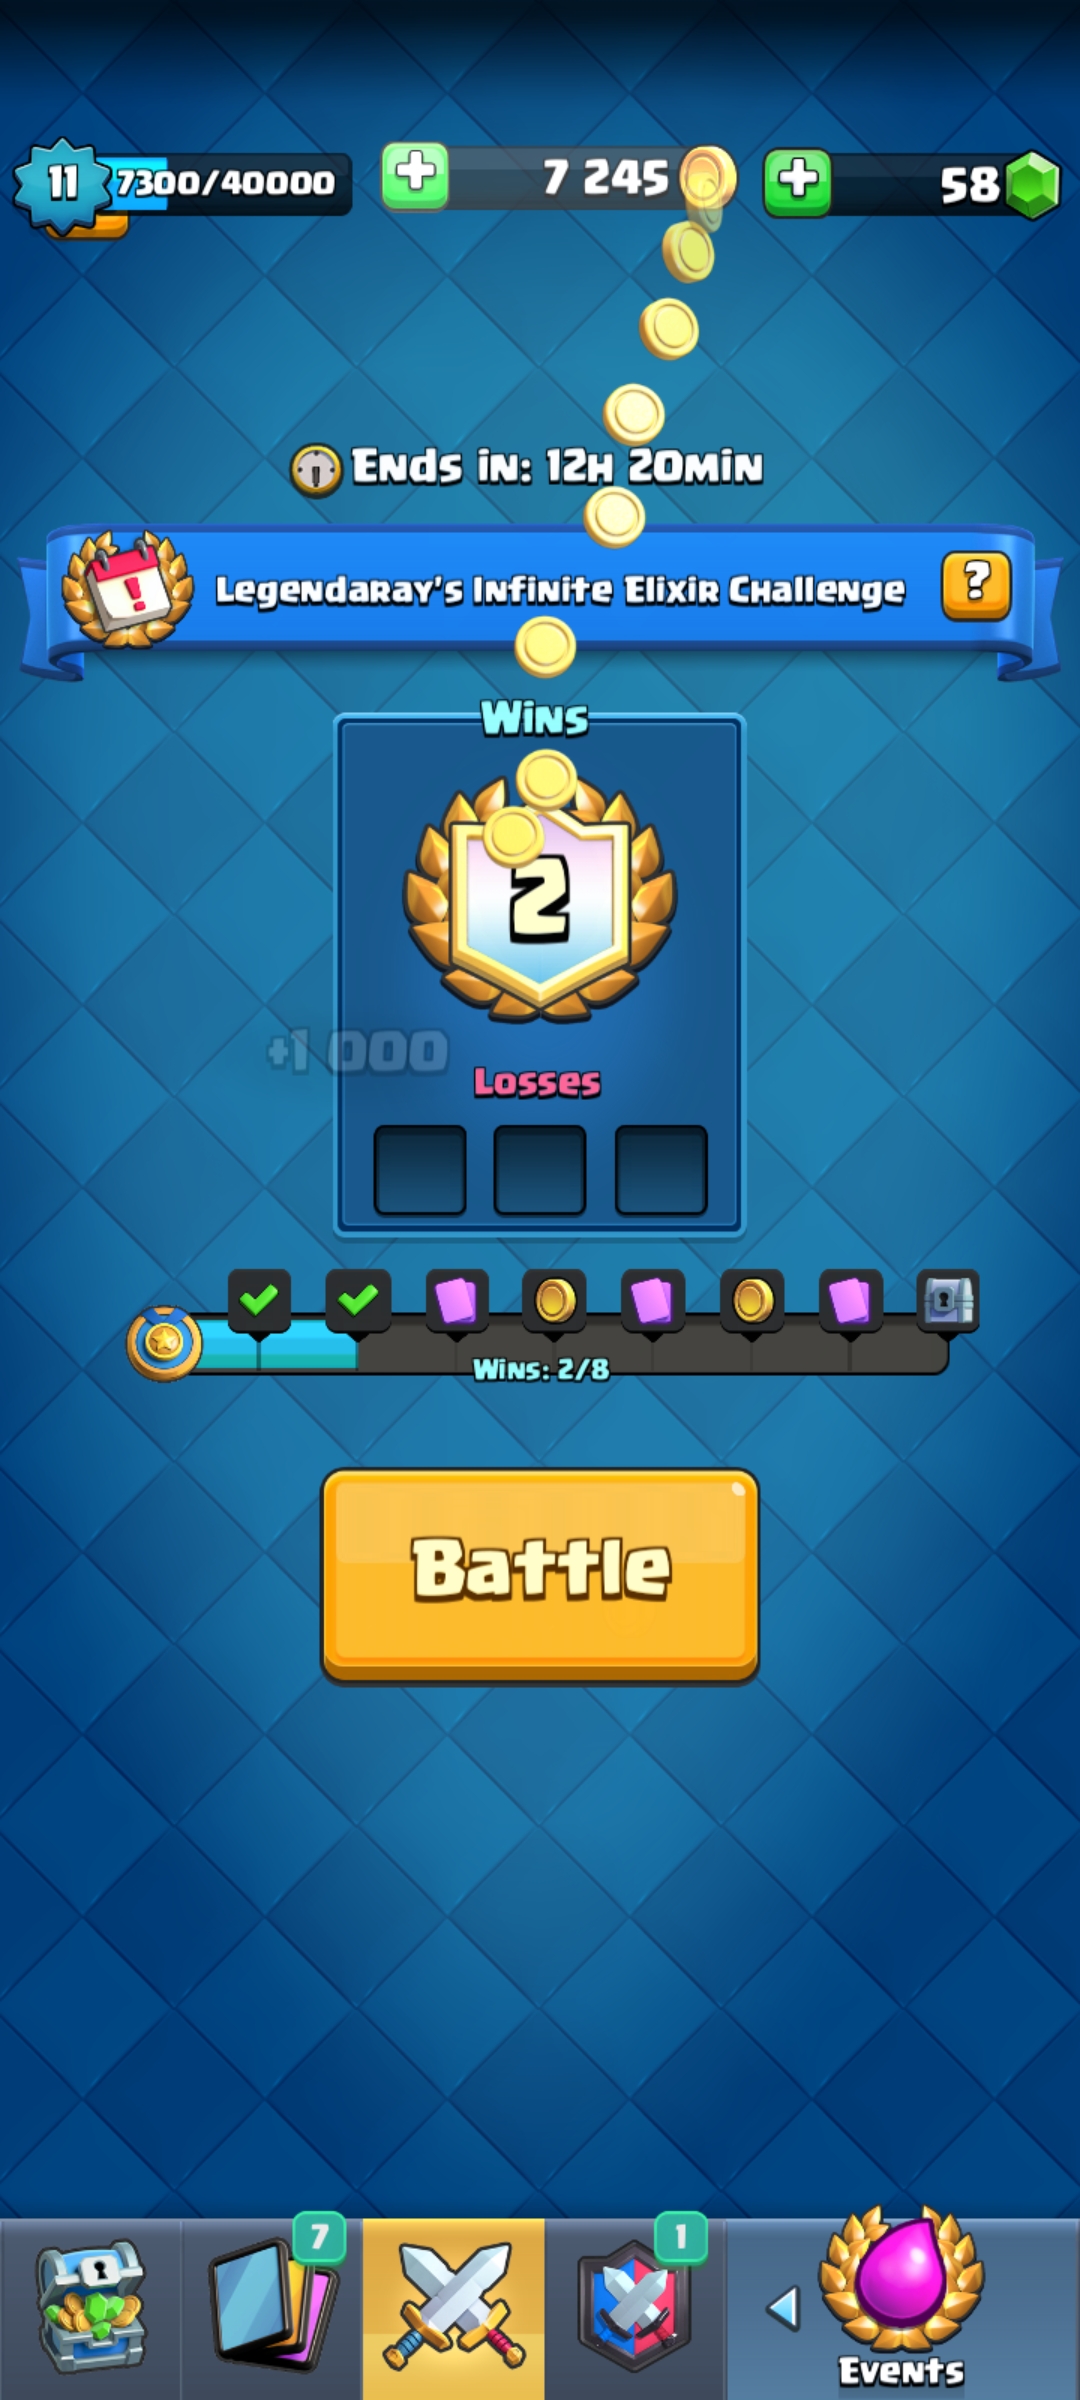 11
7300/40000
7 245
58
Ends in: 12h 20min
Legendaray's Infinite Elixir Challenge
?
Wins
2
+1 000
Losses
Wins: 2/8
Battle
7
1
Events